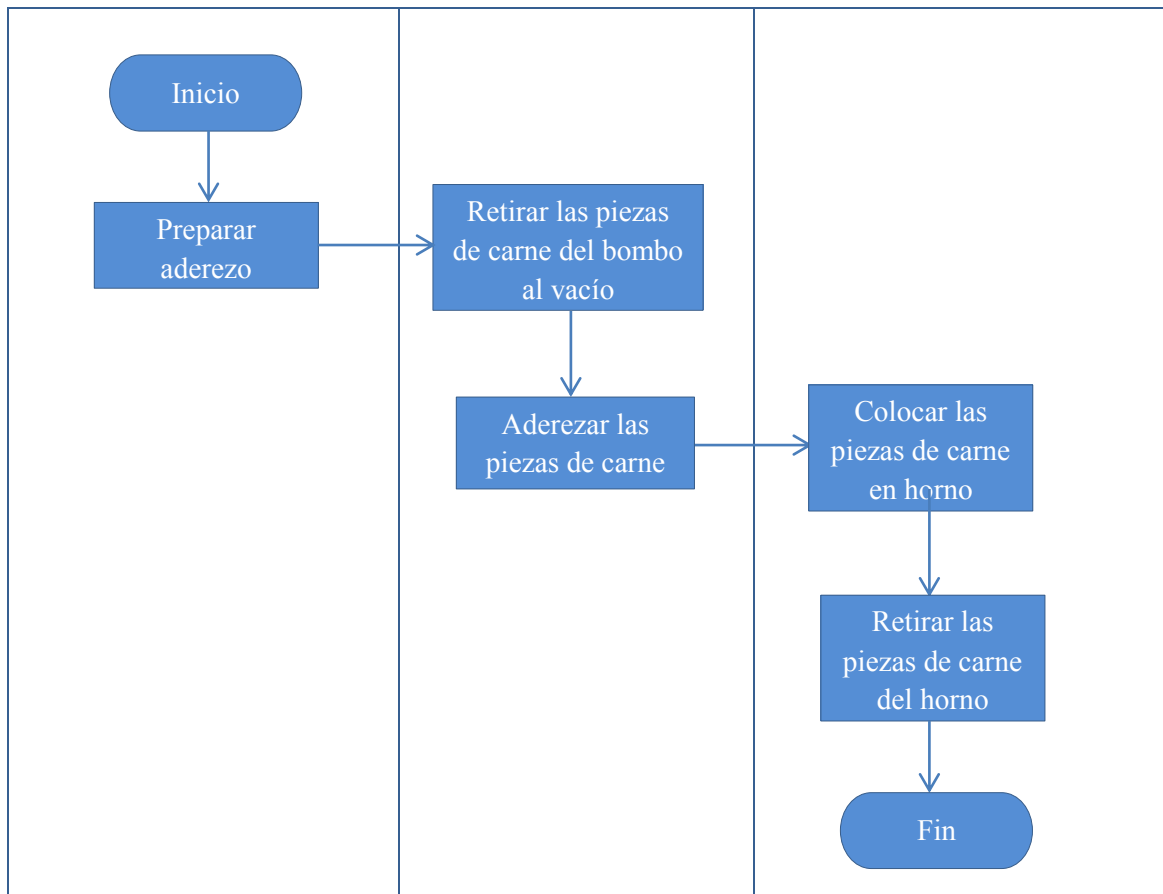 Inicio
Preparar
aderezo
Retirar las piezas
de carne del bombo
al vacío
Aderezar las
piezas de carne
Colocar las
piezas de carne
en horno
Retirar las
piezas de carne
del horno
Fin